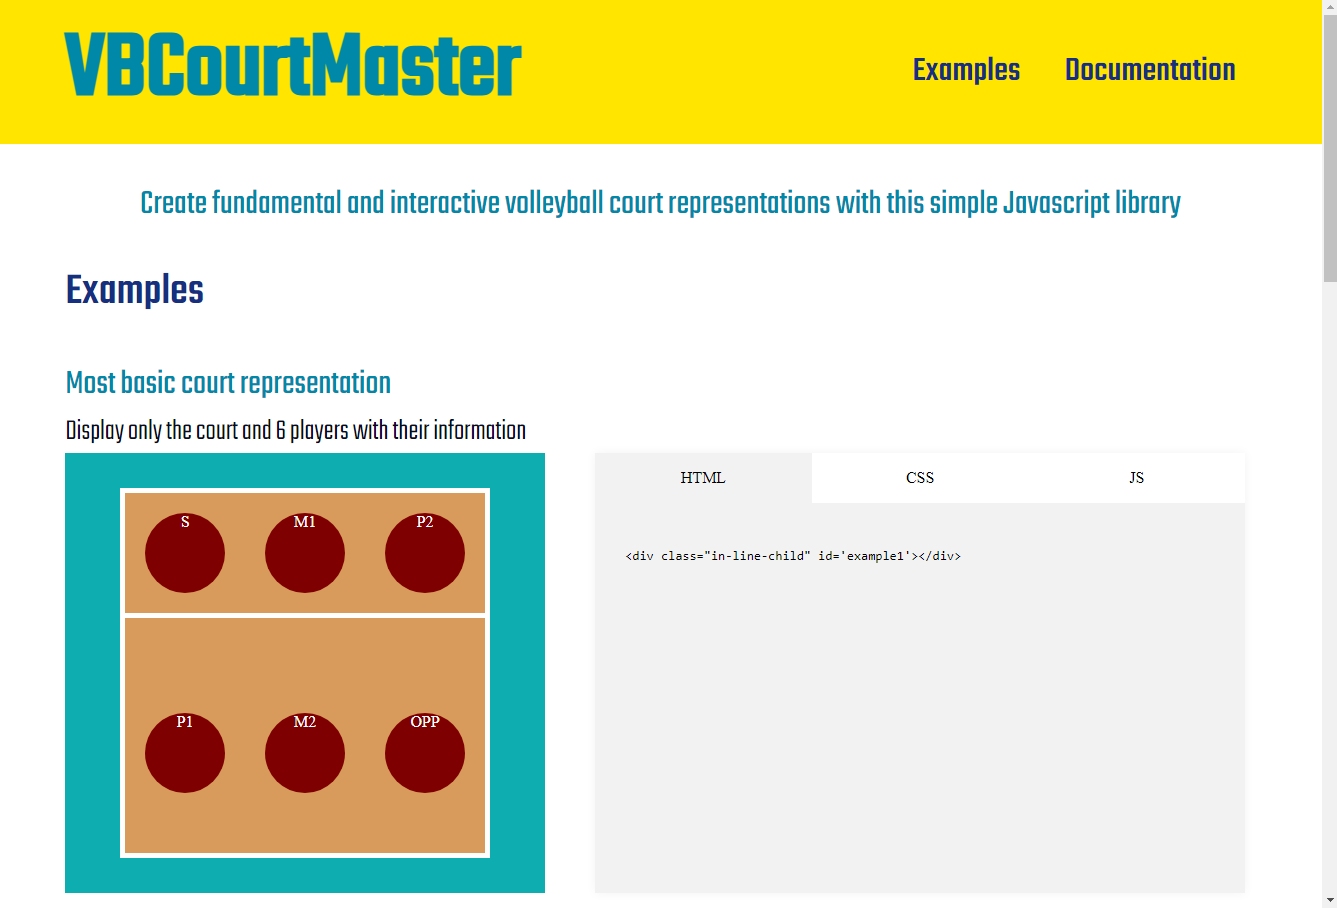 VBCourtMaster
Examples Documentation
Create fundamental and interactive volleyball court representations with this simple Javascript library
Examples
Most basic court representation
Display only the court and 6 players with their information
S M1 P2
P1 M2 OPP
HTML CSS JS
<div class="in-line-child" id='example1'></div>